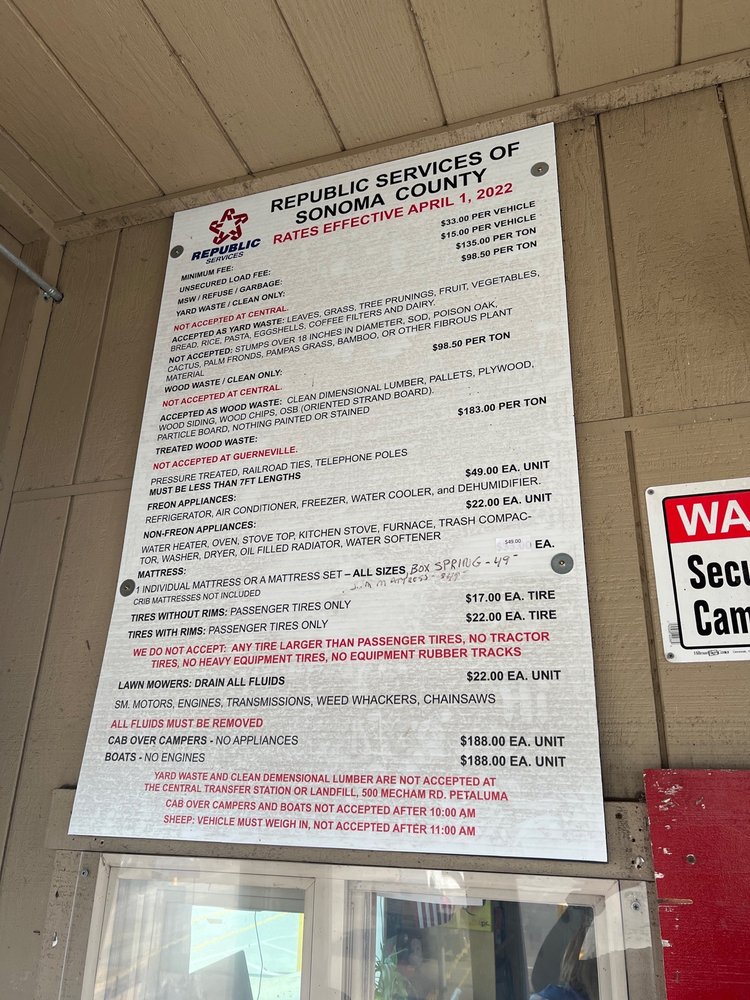 REPUBLIC SERVICES OF
SONOMA COUNTY
RATES EFFECTIVE APRIL 1, 2022
REPUBLIC
SERVICES
MINIMUM FEE: $33.00 PER VEHICLE
UNSECURED LOAD FEE: $15.00 PER VEHICLE
MSW / REFUSE / GARBAGE: $135.00 PER TON
YARD WASTE / CLEAN ONLY: $98.50 PER TON
NOT ACCEPTED AT CENTRAL.
ACCEPTED AS YARD WASTE: LEAVES, GRASS, TREE PRUNINGS, FRUIT, VEGETABLES,
BREAD, RICE, PASTA, EGGSHELLS, COFFEE FILTERS AND DAIRY.
NOT ACCEPTED: STUMPS OVER 18 INCHES IN DIAMETER, SOD, POISON OAK,
CACTUS, PALM FRONDS, PAMPAS GRASS, BAMBOO, OR OTHER FIBROUS PLANT
MATERIAL
WOOD WASTE / CLEAN ONLY: $98.50 PER TON
NOT ACCEPTED AT CENTRAL.
ACCEPTED AS WOOD WASTE: CLEAN DIMENSIONAL LUMBER, PALLETS, PLYWOOD,
WOOD SIDING, WOOD CHIPS, OSB (ORIENTED STRAND BOARD).
PARTICLE BOARD, NOTHING PAINTED OR STAINED
TREATED WOOD WASTE: $183.00 PER TON
NOT ACCEPTED AT GUERNEVILLE.
PRESSURE TREATED, RAILROAD TIES, TELEPHONE POLES
MUST BE LESS THAN 7FT LENGTHS
FREON APPLIANCES: $49.00 EA. UNIT
REFRIGERATOR, AIR CONDITIONER, FREEZER, WATER COOLER, and DEHUMIDIFIER.
NON-FREON APPLIANCES: $22.00 EA. UNIT
WATER HEATER, OVEN, STOVE TOP, KITCHEN STOVE, FURNACE, TRASH COMPAC-
TOR, WASHER, DRYER, OIL FILLED RADIATOR, WATER SOFTENER
MATTRESS: $49.00 EA.
1 INDIVIDUAL MATTRESS OR A MATTRESS SET – ALL SIZES, BOX SPRING - 49-
CRIB MATTRESSES NOT INCLUDED
TIRES WITHOUT RIMS: PASSENGER TIRES ONLY $17.00 EA. TIRE
TIRES WITH RIMS: PASSENGER TIRES ONLY $22.00 EA. TIRE
WE DO NOT ACCEPT: ANY TIRE LARGER THAN PASSENGER TIRES, NO TRACTOR
TIRES, NO HEAVY EQUIPMENT TIRES, NO EQUIPMENT RUBBER TRACKS
LAWN MOWERS: DRAIN ALL FLUIDS $22.00 EA. UNIT
SM. MOTORS, ENGINES, TRANSMISSIONS, WEED WHACKERS, CHAINSAWS
ALL FLUIDS MUST BE REMOVED
CAB OVER CAMPERS - NO APPLIANCES $188.00 EA. UNIT
BOATS - NO ENGINES $188.00 EA. UNIT
YARD WASTE AND CLEAN DEMENSIONAL LUMBER ARE NOT ACCEPTED AT
THE CENTRAL TRANSFER STATION OR LANDFILL, 500 MECHAM RD. PETALUMA
CAB OVER CAMPERS AND BOATS NOT ACCEPTED AFTER 10:00 AM
SHEEP: VEHICLE MUST WEIGH IN, NOT ACCEPTED AFTER 11:00 AM
WA
Secu
Cam